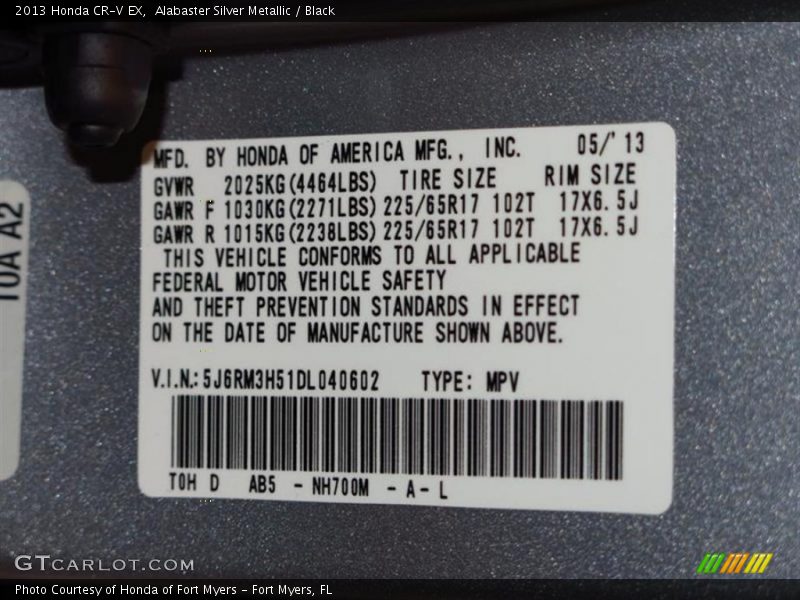 2013 Honda CR-V EX,  Alabaster Silver Metallic / Black
MFD. BY HONDA OF AMERICA MFG., INC. 05/'13
GVWR 2025KG(4464LBS) TIRE SIZE RIM SIZE
GAWR F 1030KG(2271LBS) 225/65R17 102T 17X6.5J
GAWR R 1015KG(2238LBS) 225/65R17 102T 17X6.5J
THIS VEHICLE CONFORMS TO ALL APPLICABLE
FEDERAL MOTOR VEHICLE SAFETY
AND THEFT PREVENTION STANDARDS IN EFFECT
ON THE DATE OF MANUFACTURE SHOWN ABOVE.
V.I.N.: 5J6RM3H51DL040602 TYPE: MPV
T0H D AB5 - NH700M - A - L
A2
GTCARLOT.COM
Photo Courtesy of Honda of Fort Myers - Fort Myers, FL